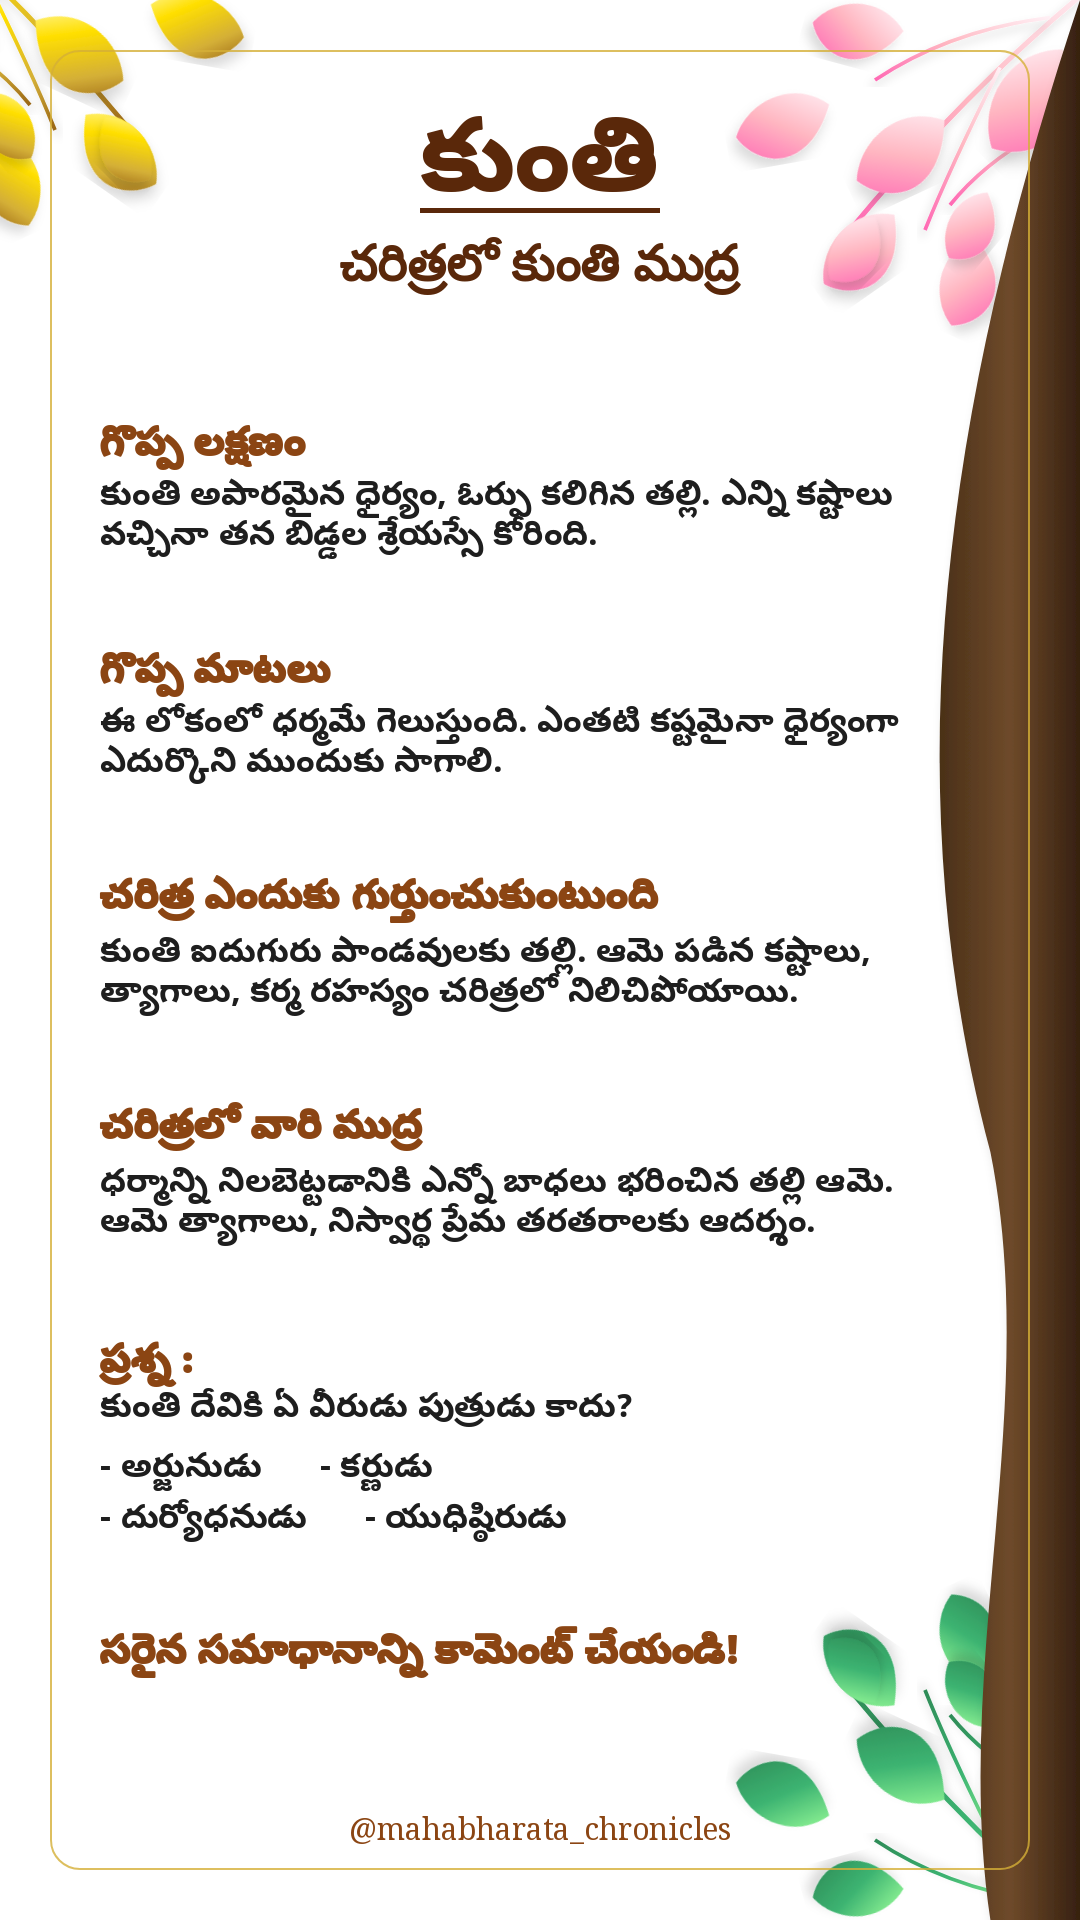 కుంతి
చరిత్రలో కుంతి ముద్ర
గొప్ప లక్షణం
కుంతి అపారమైన ధైర్యం, ఓర్పు కలిగిన తల్లి. ఎన్ని కష్టాలు
వచ్చినా తన బిడ్డల శ్రేయస్సే కోరింది.
గొప్ప మాటలు
ఈ లోకంలో ధర్మమే గెలుస్తుంది. ఎంతటి కష్టమైనా ధైర్యంగా
ఎదుర్కొని ముందుకు సాగాలి.
చరిత్ర ఎందుకు గుర్తుంచుకుంటుంది
కుంతి ఐదుగురు పాండవులకు తల్లి. ఆమె పడిన కష్టాలు,
త్యాగాలు, కర్మ రహస్యం చరిత్రలో నిలిచిపోయాయి.
చరిత్రలో వారి ముద్ర
ధర్మాన్ని నిలబెట్టడానికి ఎన్నో బాధలు భరించిన తల్లి ఆమె.
ఆమె త్యాగాలు, నిస్వార్థ ప్రేమ తరతరాలకు ఆదర్శం.
ప్రశ్న :
కుంతి దేవికి ఏ వీరుడు పుత్రుడు కాదు?
- అర్జునుడు - కర్ణుడు
- దుర్యోధనుడు - యుధిష్ఠిరుడు
సరైన సమాధానాన్ని కామెంట్ చేయండి!
@mahabharata_chronicles